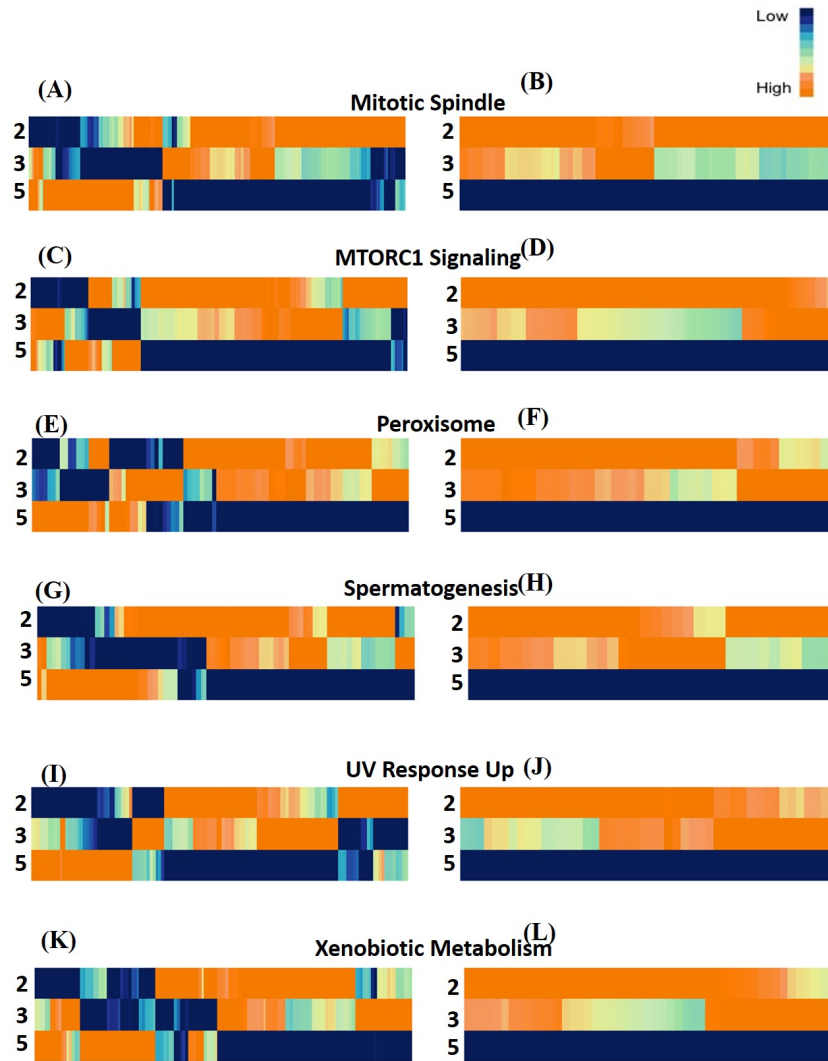 Low
High
(A)
(B)
Mitotic Spindle
2
3
5
2
3
5
(C)
MTORC1 Signaling
(D)
2
3
5
2
3
5
(E)
Peroxisome
(F)
2
3
5
2
3
5
(G)
Spermatogenesis
(H)
2
3
5
2
3
5
(I)
UV Response Up
(J)
2
3
5
2
3
5
(K)
Xenobiotic Metabolism
(L)
2
3
5
2
3
5